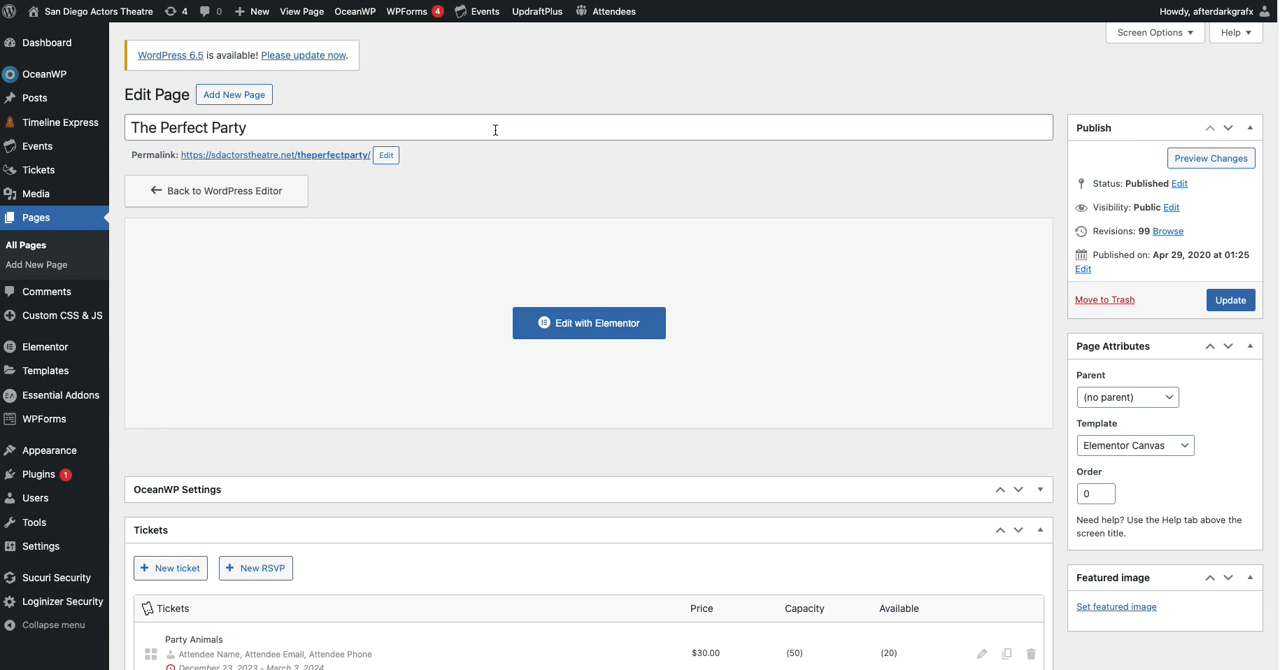 San Diego Actors Theatre 4 0 New View Page OceanWP WPForms 4 Events UpdraftPlus Attendees Howdy, afterdarkgrafx
Screen Options Help
Dashboard
OceanWP
Posts
Timeline Express
Events
Tickets
Media
Pages
All Pages
Add New Page
Comments
Custom CSS & JS
Elementor
Templates
Essential Addons
WPForms
Appearance
Plugins 1
Users
Tools
Settings
Sucuri Security
Loginizer Security
Collapse menu
WordPress 6.5 is available! Please update now.
Edit Page Add New Page
The Perfect Party
Permalink: https://sdactorstheatre.net/theperfectparty/ Edit
← Back to WordPress Editor
Edit with Elementor
OceanWP Settings
Tickets
+ New ticket + New RSVP
Tickets Price Capacity Available
Party Animals
Attendee Name, Attendee Email, Attendee Phone $30.00 (50) (20)
December 23, 2023 - March 3, 2024
Publish
Preview Changes
Status: Published Edit
Visibility: Public Edit
Revisions: 99 Browse
Published on: Apr 29, 2020 at 01:25
Edit
Move to Trash Update
Page Attributes
Parent
(no parent)
Template
Elementor Canvas
Order
0
Need help? Use the Help tab above the
screen title.
Featured image
Set featured image